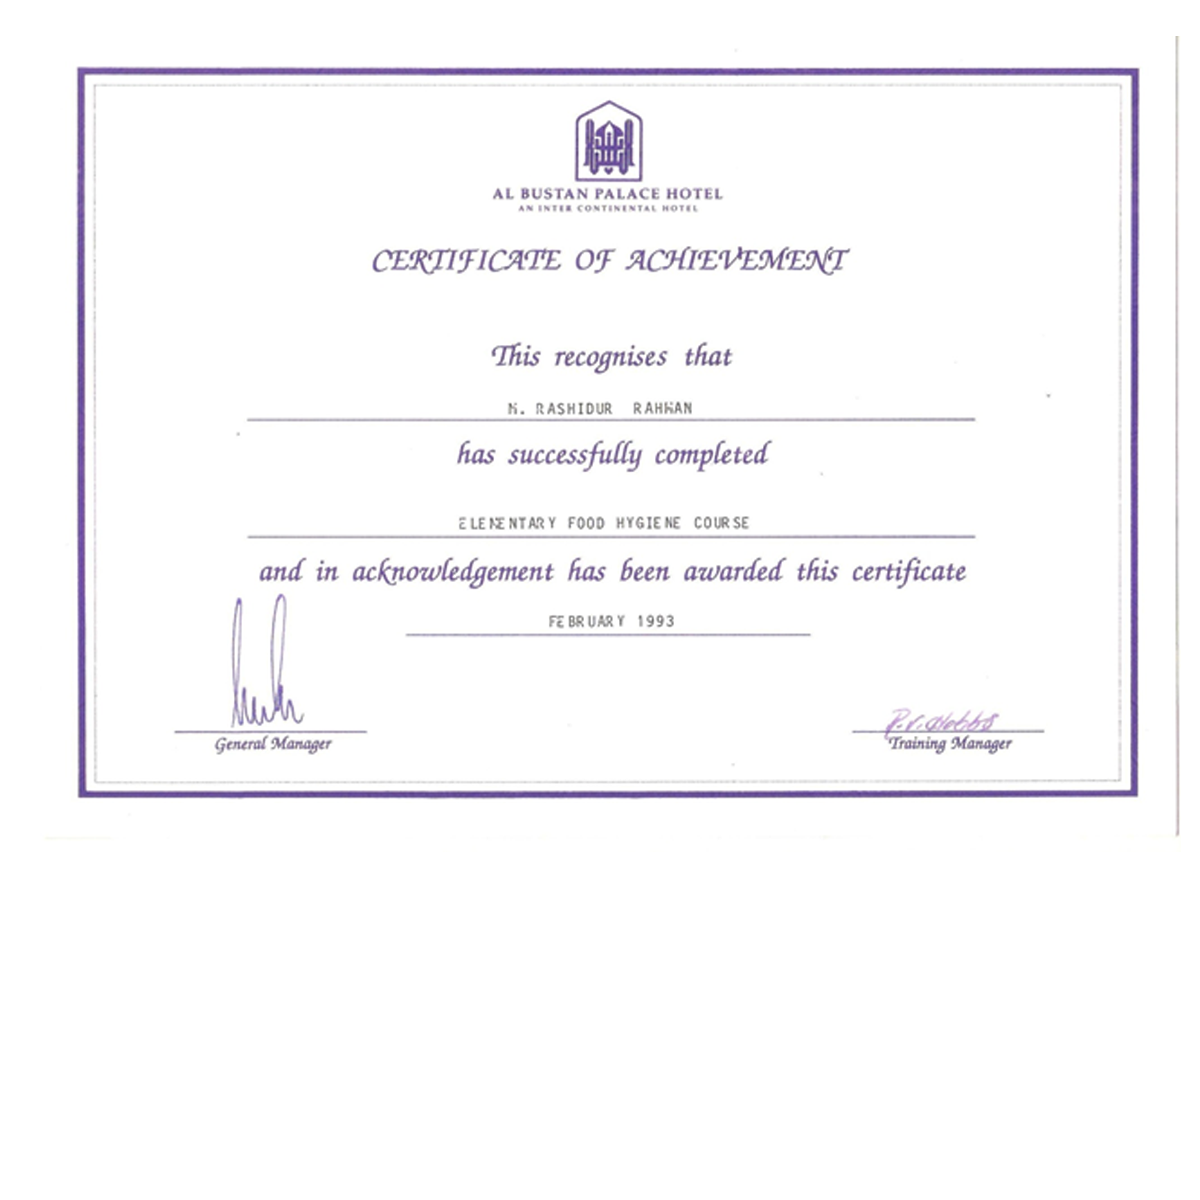 AL BUSTAN PALACE HOTEL
AN INTER CONTINENTAL HOTEL
CERTIFICATE OF ACHIEVEMENT
This recognises that
M. RASHIDUR RAHMAN
has successfully completed
ELEMENTARY FOOD HYGIENE COURSE
and in acknowledgement has been awarded this certificate
FEBRUARY 1993
P.V. Hobbs
General Manager
Training Manager